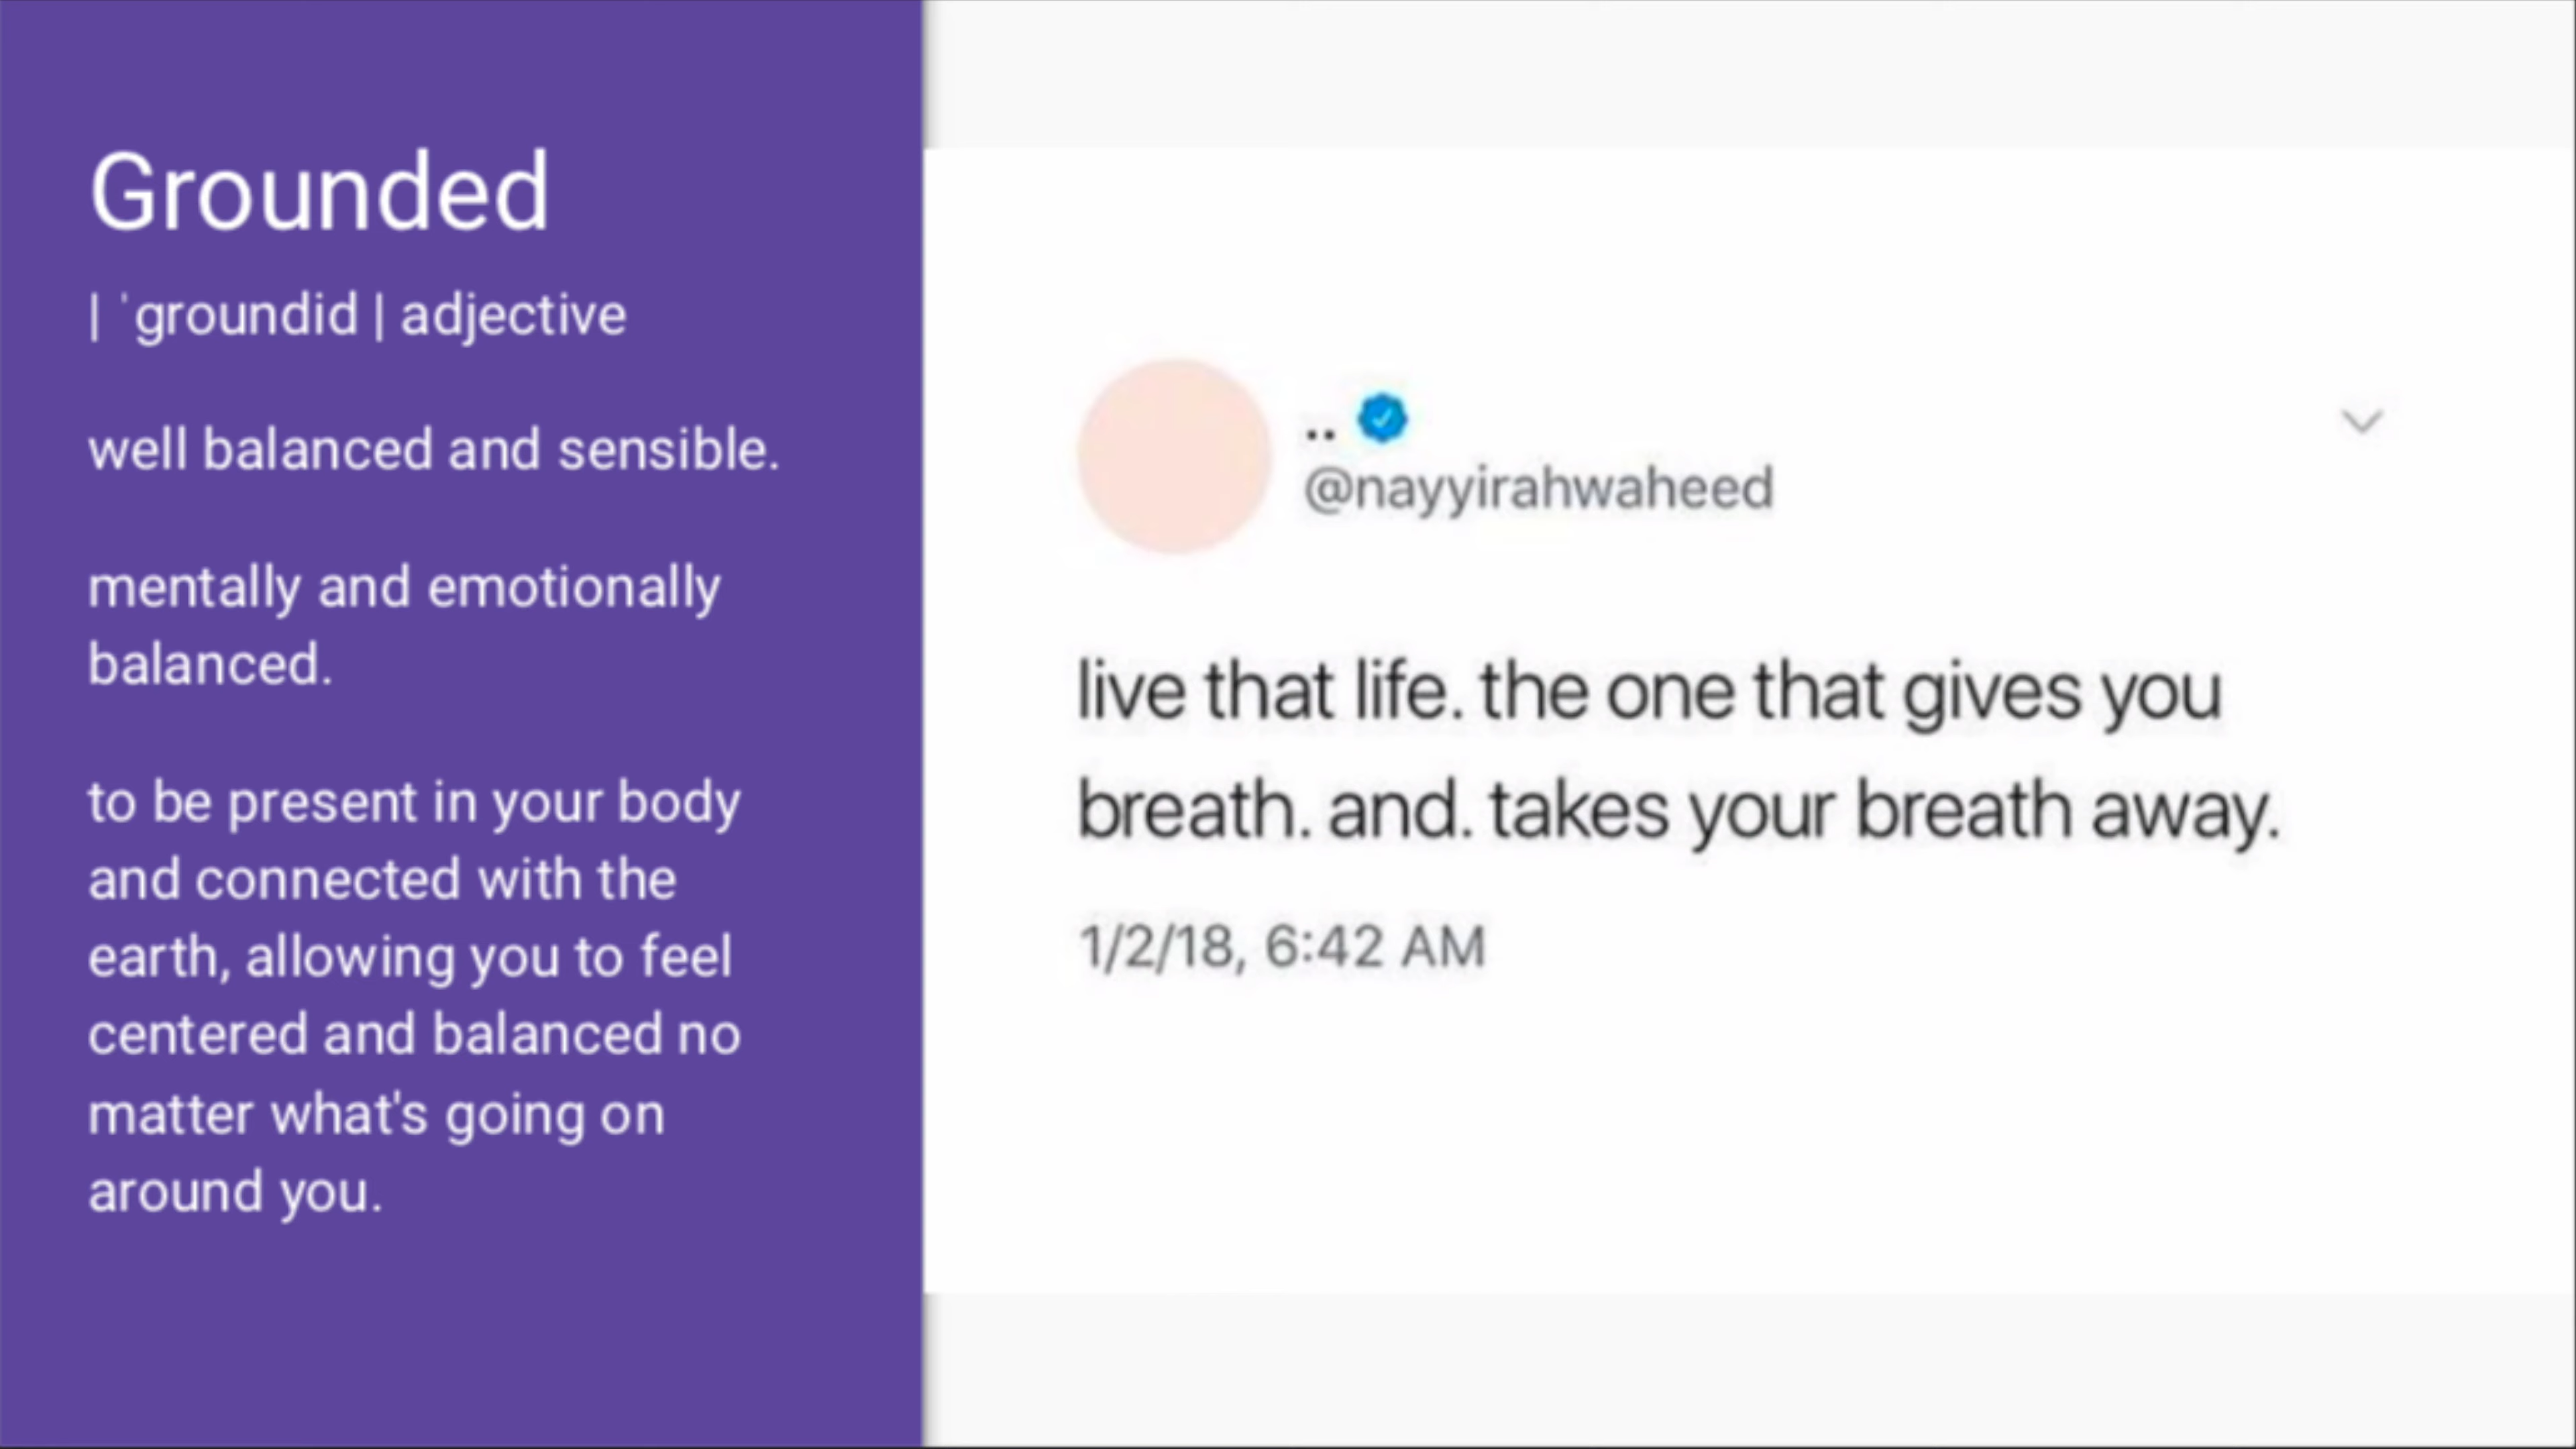 Grounded
| ˈgroundid | adjective
well balanced and sensible.
mentally and emotionally
balanced.
to be present in your body
and connected with the
earth, allowing you to feel
centered and balanced no
matter what's going on
around you.
..
@nayyirahwaheed
live that life. the one that gives you
breath. and. takes your breath away.
1/2/18, 6:42 AM